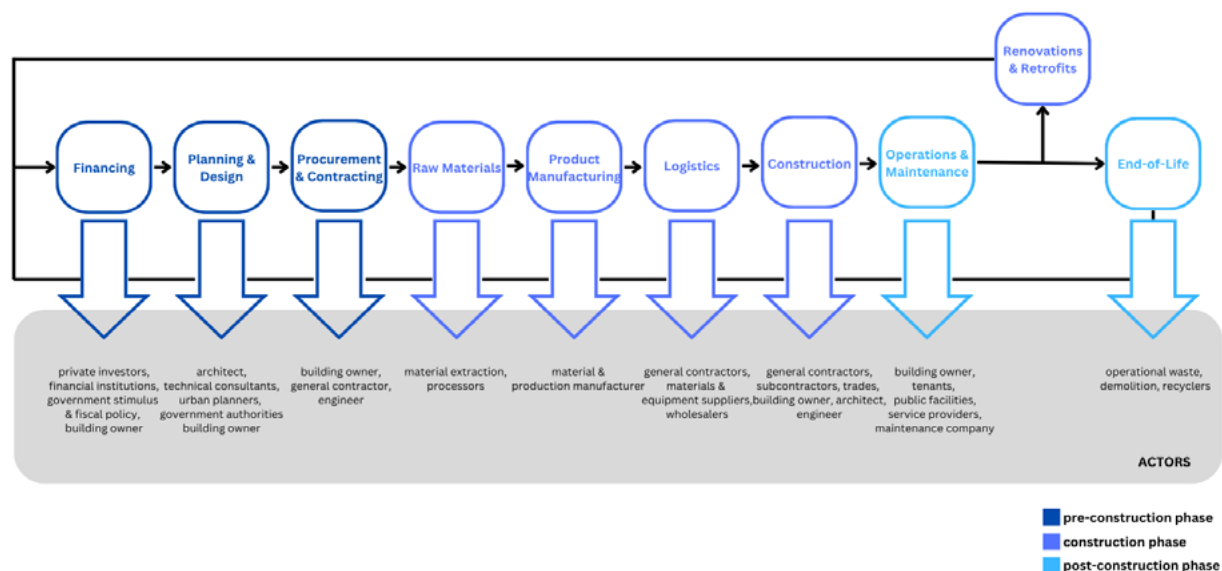 Renovations
& Retrofits
Financing
Planning &
Design
Procurement
& Contracting
Raw Materials
Product
Manufacturing
Logistics
Construction
Operations &
Maintenance
End-of-Life
private investors,
financial institutions,
government stimulus
& fiscal policy,
building owner
architect,
technical consultants,
urban planners,
government authorities
building owner
building owner,
general contractor,
engineer
material extraction,
processors
material &
production manufacturer
general contractors,
materials &
equipment suppliers,
wholesalers
general contractors,
subcontractors, trades,
building owner, architect,
engineer
building owner,
tenants,
public facilities,
service providers,
maintenance company
operational waste,
demolition, recyclers
ACTORS
pre-construction phase
construction phase
post-construction phase